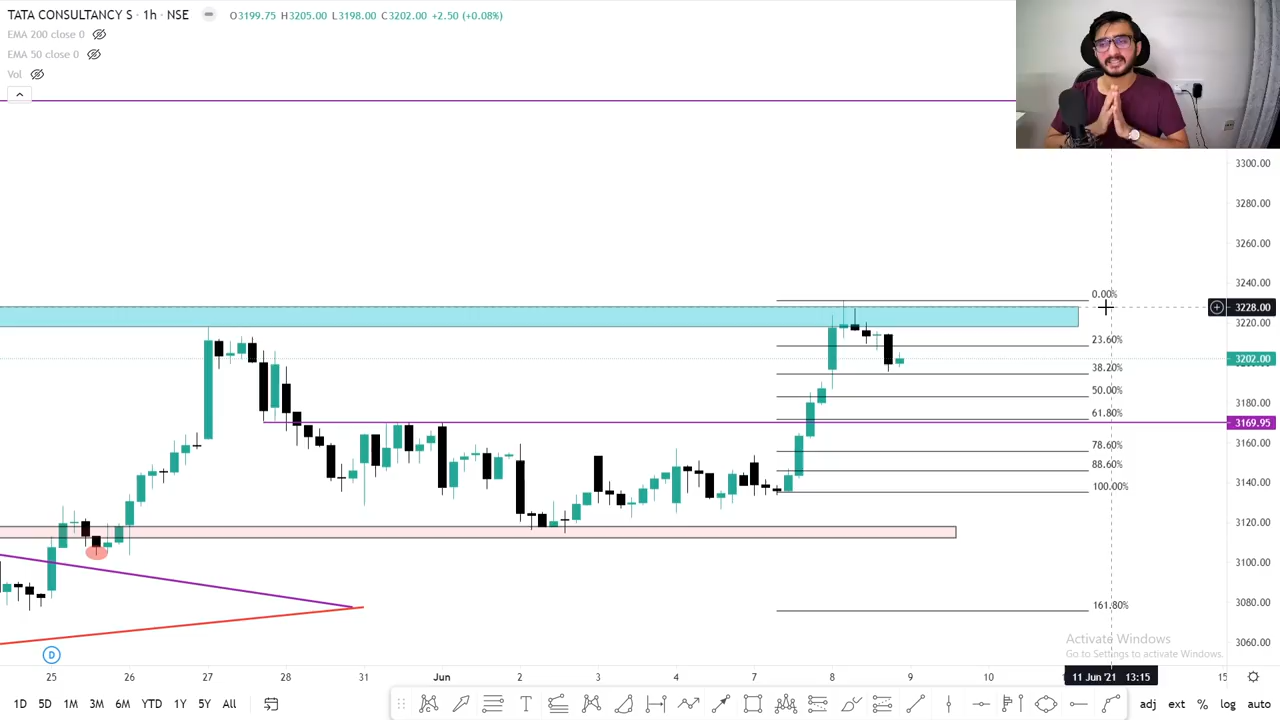 TATA CONSULTANCY S · 1h · NSE O3199.75 H3205.00 L3198.00 C3202.00 +2.50 (+0.08%)
EMA 200 close 0
EMA 50 close 0
Vol
3300.00
3280.00
3260.00
3240.00
0.00%
3228.00
3220.00
23.60%
3202.00
38.20%
50.00%
3180.00
61.80%
3169.95
78.60%
3160.00
88.60%
100.00%
3140.00
3120.00
3100.00
3080.00
161.80%
Activate Windows
3060.00
Go to Settings to activate Windows.
D
25 26 27 28 31 Jun 2 3 4 7 8 9 10 11 Jun '21 13:15 15
1D 5D 1M 3M 6M YTD 1Y 5Y All T adj ext % log auto